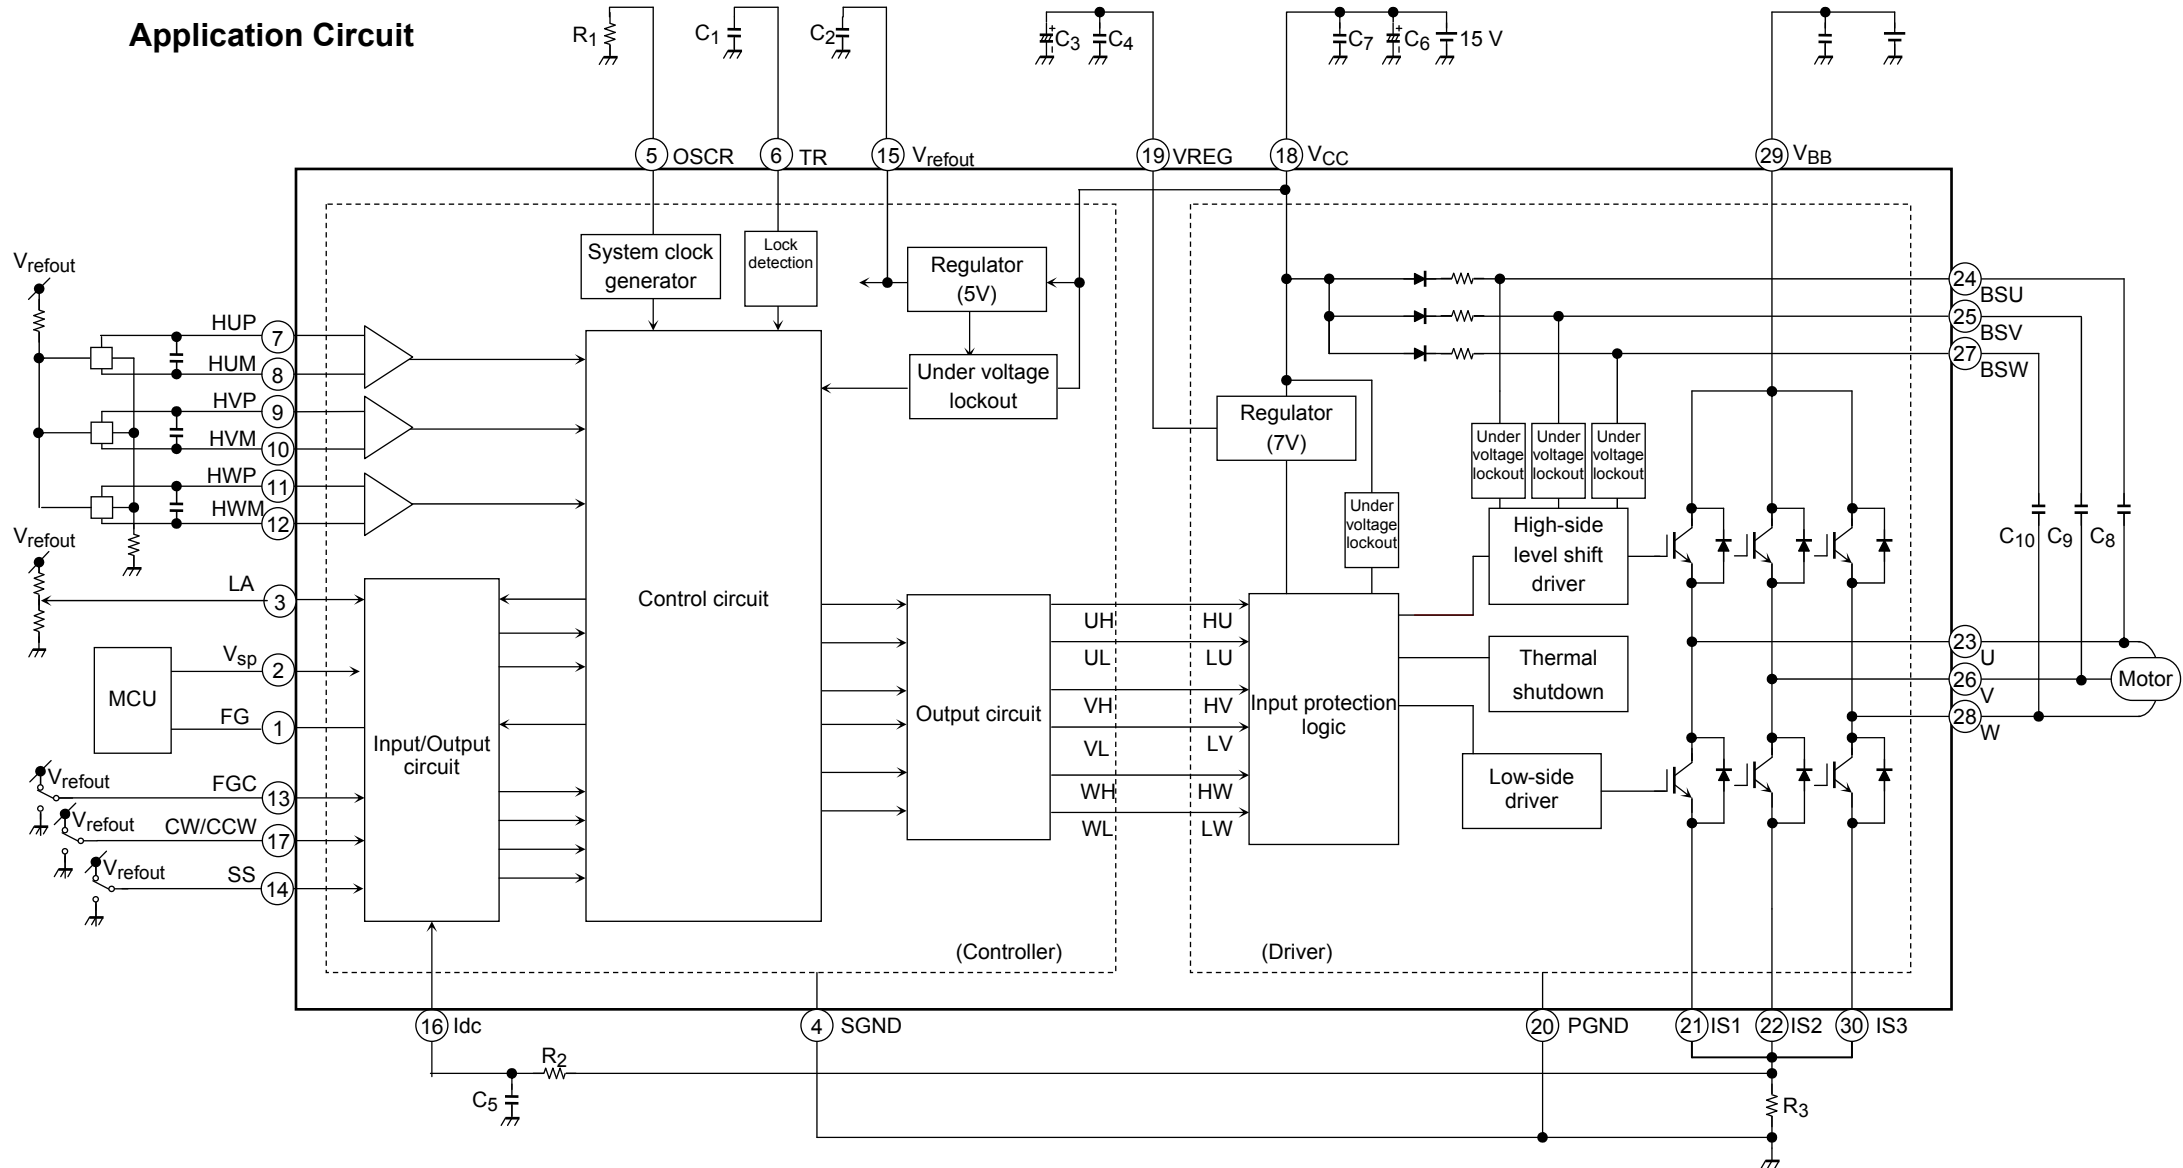 Application Circuit
R1
C1
C2
C3
C4
C7
C6
15 V
5 OSCR
6 TR
15 Vrefout
19 VREG
18 VCC
29 VBB
System clock
generator
Lock
detection
Regulator
(5V)
Under voltage
lockout
Vrefout
HUP 7
HUM 8
HVP 9
HVM 10
HWP 11
HWM 12
Vrefout
LA 3
MCU
Vsp 2
FG 1
Vrefout
FGC 13
Vrefout
CW/CCW 17
Vrefout
SS 14
Input/Output
circuit
Control circuit
Output circuit
UH HU
UL LU
VH HV
VL LV
WH HW
WL LW
(Controller)
Regulator
(7V)
Under
voltage
lockout
Under
voltage
lockout
Under
voltage
lockout
Under
voltage
lockout
High-side
level shift
driver
Input protection
logic
Thermal
shutdown
Low-side
driver
(Driver)
24
BSU
25
BSV
27
BSW
C10
C9
C8
23
U
26
V
28
W
Motor
16 Idc
4 SGND
20 PGND
21 IS1
22 IS2
30 IS3
R2
C5
R3